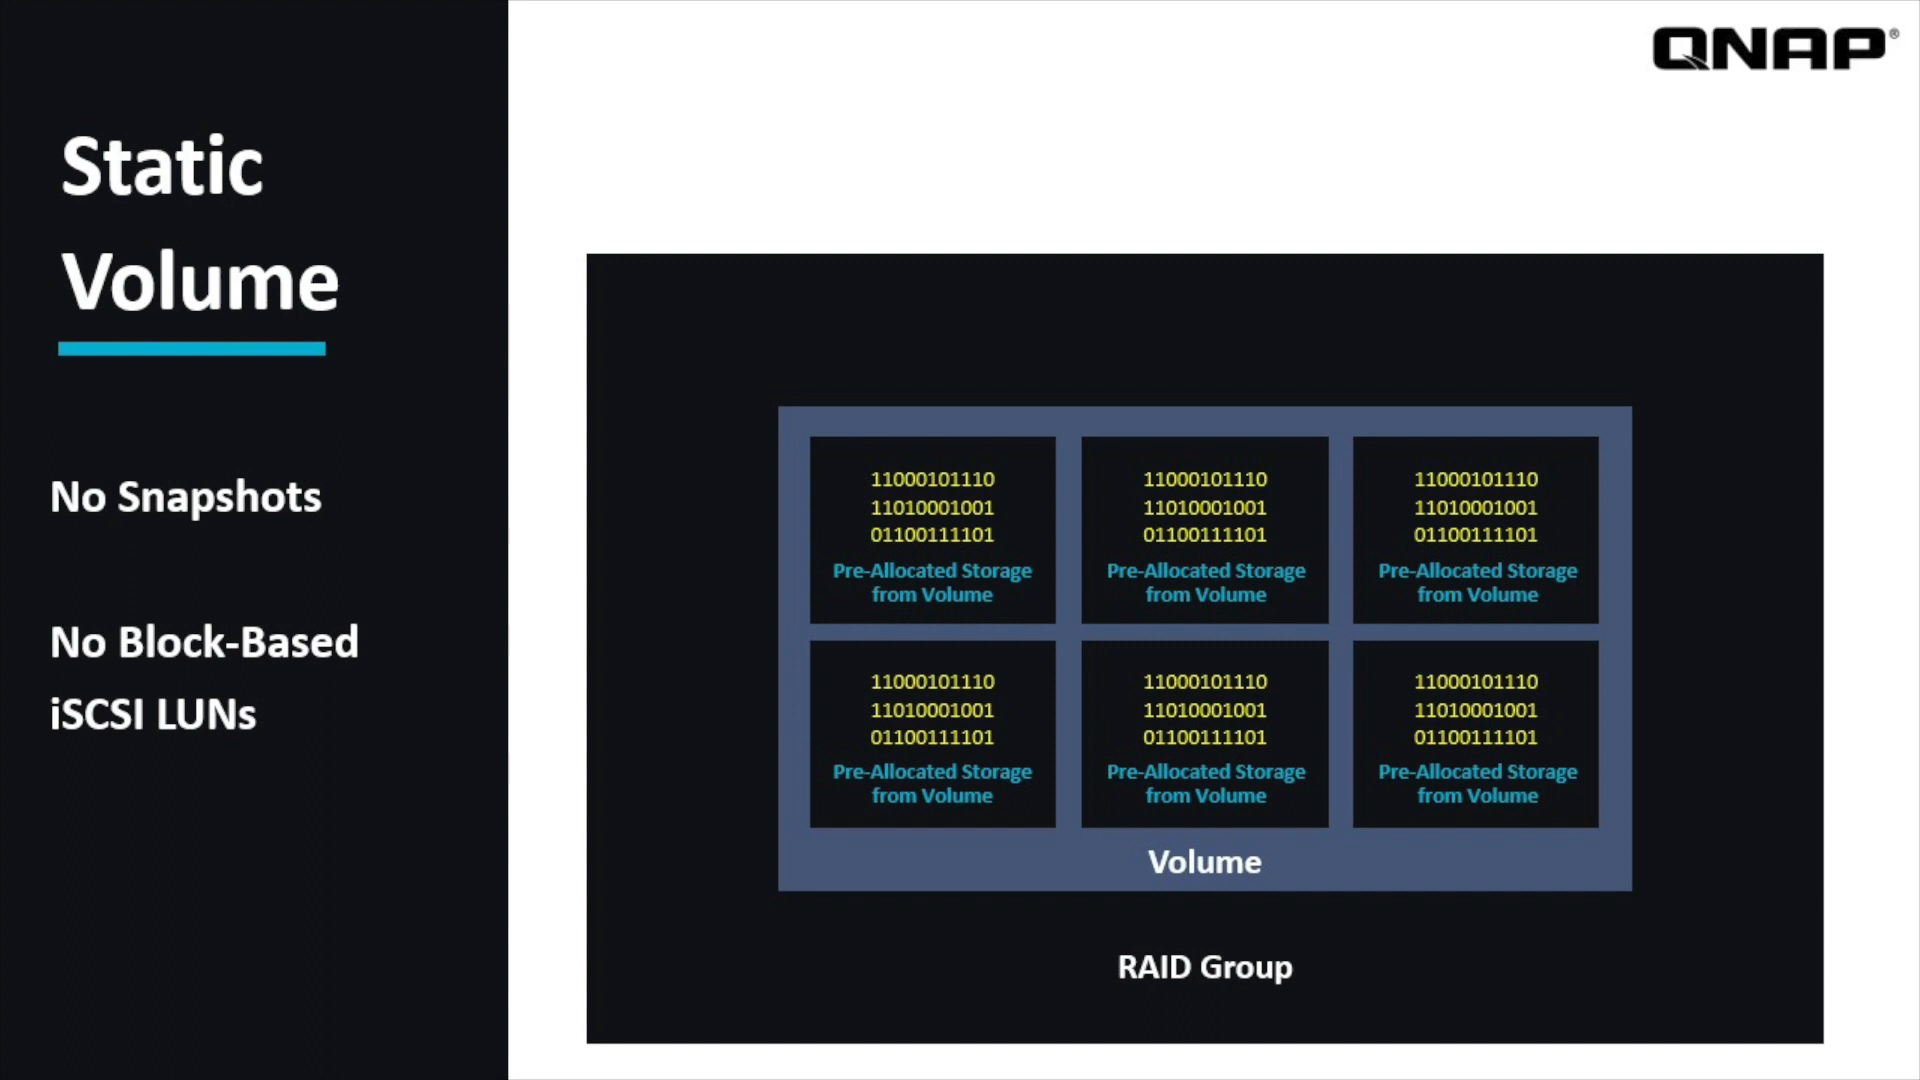 QNAP®
Static
Volume
No Snapshots
No Block-Based
iSCSI LUNs
11000101110
11010001001
01100111101
Pre-Allocated Storage
from Volume
11000101110
11010001001
01100111101
Pre-Allocated Storage
from Volume
11000101110
11010001001
01100111101
Pre-Allocated Storage
from Volume
11000101110
11010001001
01100111101
Pre-Allocated Storage
from Volume
11000101110
11010001001
01100111101
Pre-Allocated Storage
from Volume
11000101110
11010001001
01100111101
Pre-Allocated Storage
from Volume
Volume
RAID Group